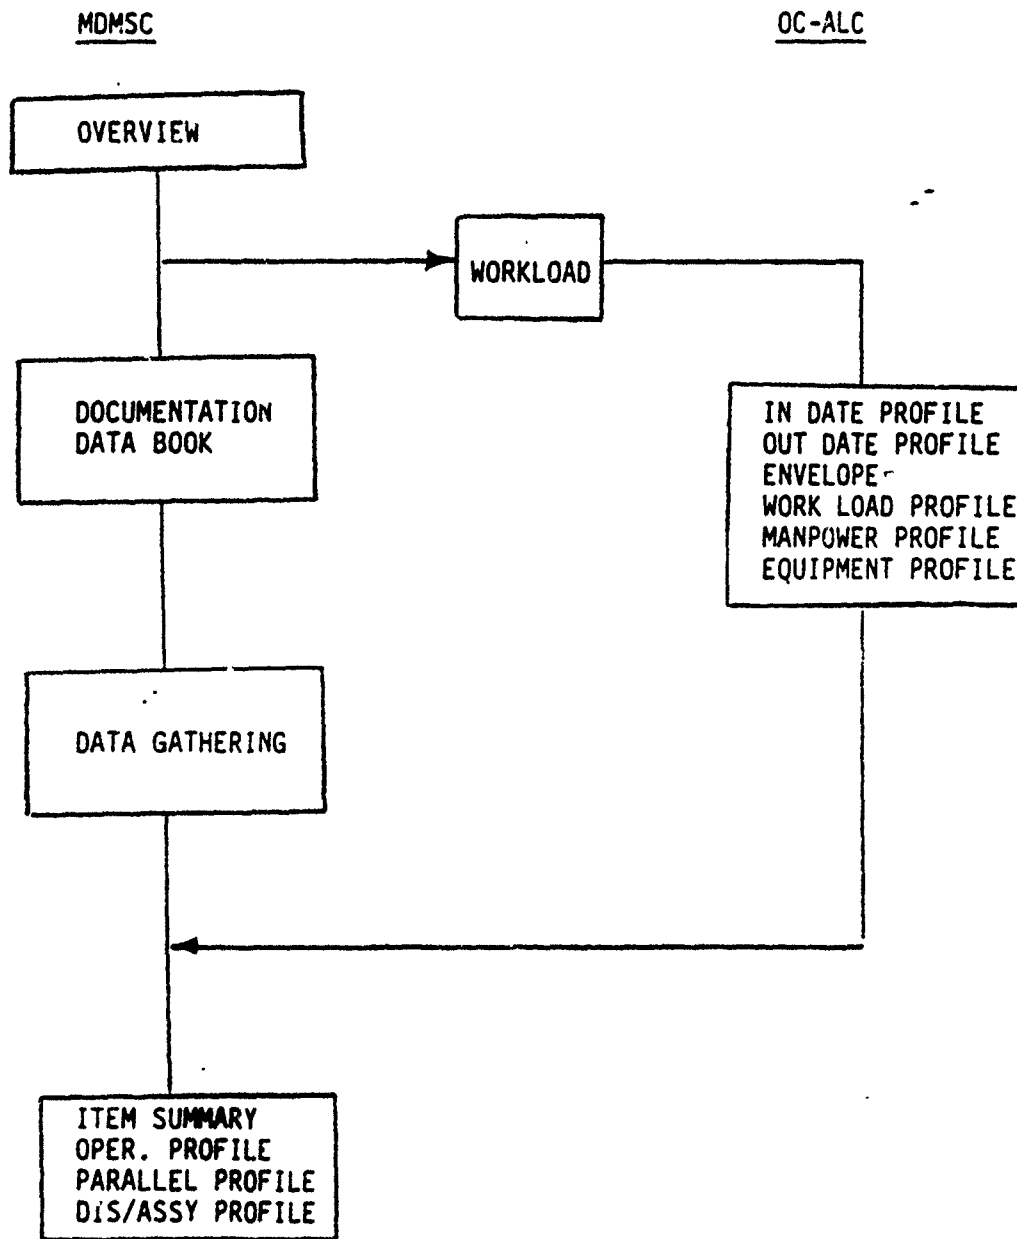 MDMSC
OC-ALC
OVERVIEW
WORKLOAD
DOCUMENTATION
DATA BOOK
IN DATE PROFILE
OUT DATE PROFILE
ENVELOPE
WORK LOAD PROFILE
MANPOWER PROFILE
EQUIPMENT PROFILE
DATA GATHERING
ITEM SUMMARY
OPER. PROFILE
PARALLEL PROFILE
DIS/ASSY PROFILE